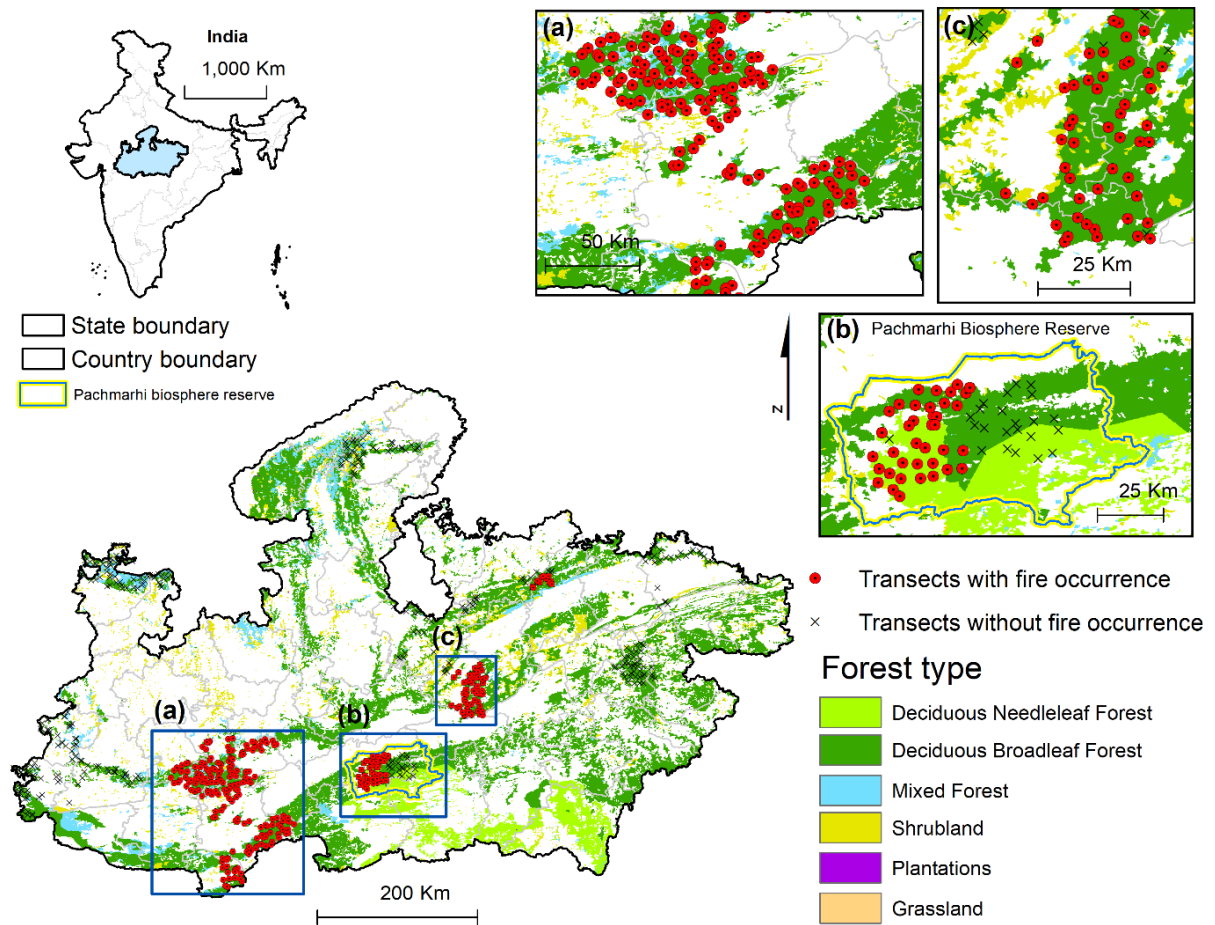 India
1,000 Km
State boundary
Country boundary
Pachmarhi biosphere reserve
(a)
50 Km
(c)
25 Km
N
(b) Pachmarhi Biosphere Reserve
25 Km
(a)
(b)
(c)
200 Km
Transects with fire occurrence
Transects without fire occurrence
Forest type
Deciduous Needleleaf Forest
Deciduous Broadleaf Forest
Mixed Forest
Shrubland
Plantations
Grassland